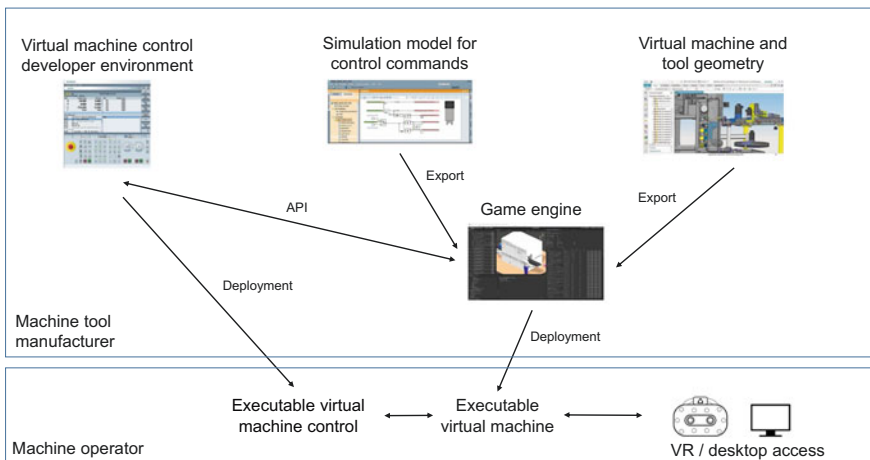 Virtual machine control
developer environment
Simulation model for
control commands
Virtual machine and
tool geometry
Export
API
Game engine
Export
Deployment
Deployment
Machine tool
manufacturer
Executable virtual
machine control
Executable
virtual machine
Machine operator
VR / desktop access